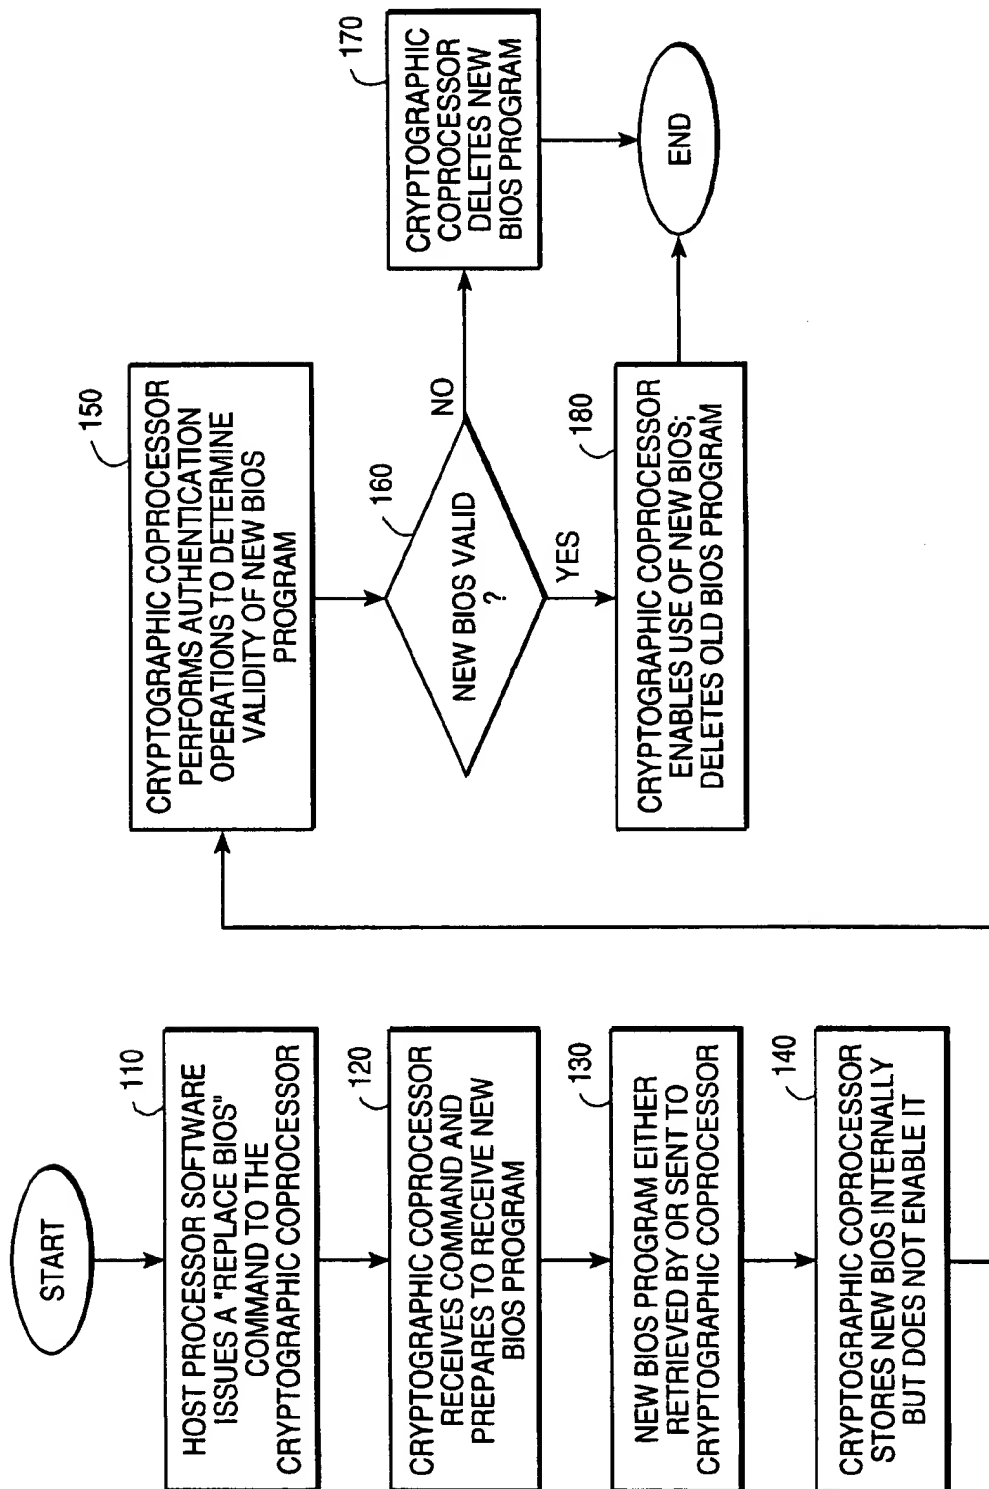 START
110
HOST PROCESSOR SOFTWARE
ISSUES A "REPLACE BIOS"
COMMAND TO THE
CRYPTOGRAPHIC COPROCESSOR
120
CRYPTOGRAPHIC COPROCESSOR
RECEIVES COMMAND AND
PREPARES TO RECEIVE NEW
BIOS PROGRAM
130
NEW BIOS PROGRAM EITHER
RETRIEVED BY OR SENT TO
CRYPTOGRAPHIC COPROCESSOR
140
CRYPTOGRAPHIC COPROCESSOR
STORES NEW BIOS INTERNALLY
BUT DOES NOT ENABLE IT
150
CRYPTOGRAPHIC COPROCESSOR
PERFORMS AUTHENTICATION
OPERATIONS TO DETERMINE
VALIDITY OF NEW BIOS
PROGRAM
160
NEW BIOS VALID
?
NO
YES
170
CRYPTOGRAPHIC
COPROCESSOR
DELETES NEW
BIOS PROGRAM
180
CRYPTOGRAPHIC COPROCESSOR
ENABLES USE OF NEW BIOS;
DELETES OLD BIOS PROGRAM
END